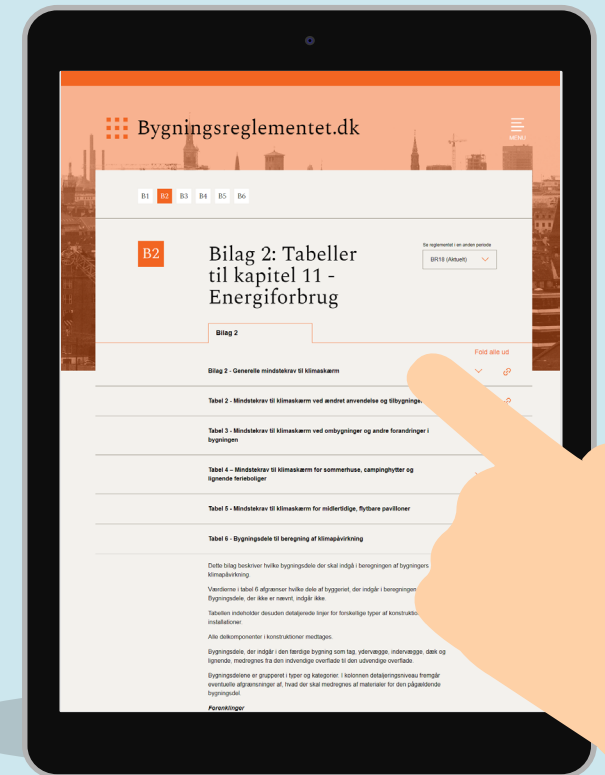 Bygningsreglementet.dk
MENU
B1 B2 B3 B4 B5 B6
B2
Bilag 2: Tabeller
til kapitel 11 -
Energiforbrug
Se reglementet i en anden periode
BR18 (Aktuelt)
Bilag 2
Fold alle ud
Bilag 2 - Generelle mindstekrav til klimaskærm
Tabel 2 - Mindstekrav til klimaskærm ved ændret anvendelse og
Tabel 3 - Mindstekrav til klimaskærm ved ombygninger og andre forandringer i
bygningen
Tabel 4 – Mindstekrav til klimaskærm for sommerhuse, campinghytter og
lignende ferieboliger
Tabel 5 - Mindstekrav til klimaskærm for midlertidige, flytbare pavilloner
Tabel 6 - Bygningsdele til beregning af klimapåvirkning
Dette bilag beskriver hvilke bygningsdele der skal indgå i beregningen af bygningers
klimapåvirkning.
Værdierne i tabel 6 afgrænser hvilke dele af byggeriet, der indgår i beregningen
Bygningsdele, der ikke er nævnt, indgår ikke.
Tabellen indeholder desuden detaljerede linjer for forskellige typer af
installationer.
Alle delkomponenter i konstruktioner medtages.
Bygningsdele, der indgår i den færdige bygning som tag, ydervægge, indervægge, dæk og
lignende, medregnes fra den indvendige overflade til den udvendige overflade.
Bygningsdelene er grupperet i typer og kategorier. I kolonnen detaljeringsniveau fremgår
eventuelle afgrænsninger af, hvad der skal medregnes af materialer for den pågældende
bygningsdel.
Forenklinger